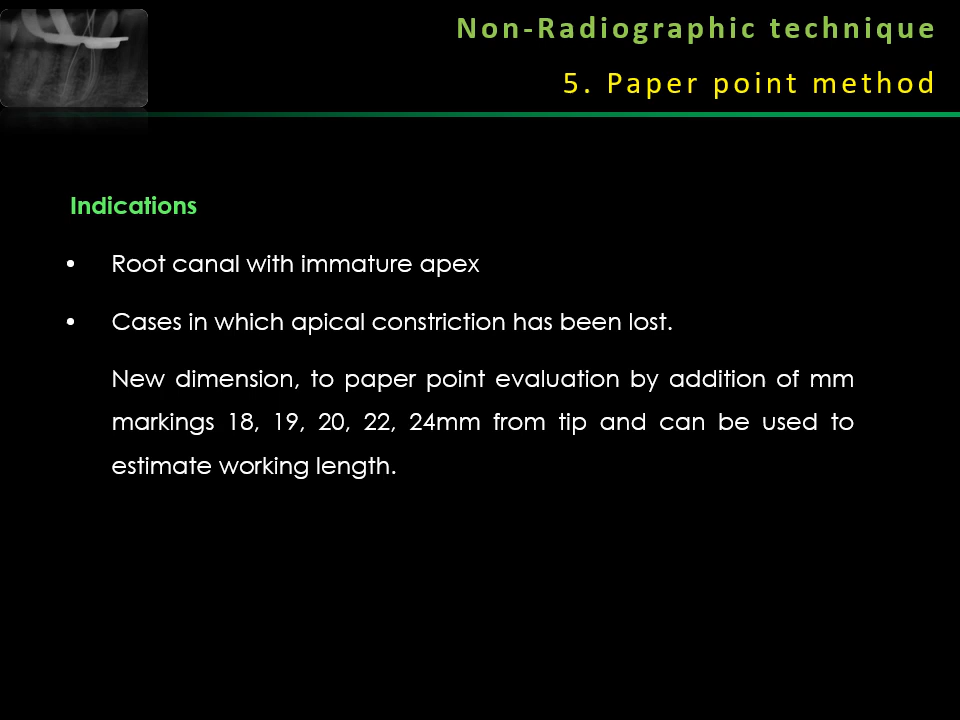 Non-Radiographic technique
5. Paper point method
Indications
• Root canal with immature apex
• Cases in which apical constriction has been lost.
New dimension, to paper point evaluation by addition of mm
markings 18, 19, 20, 22, 24mm from tip and can be used to
estimate working length.